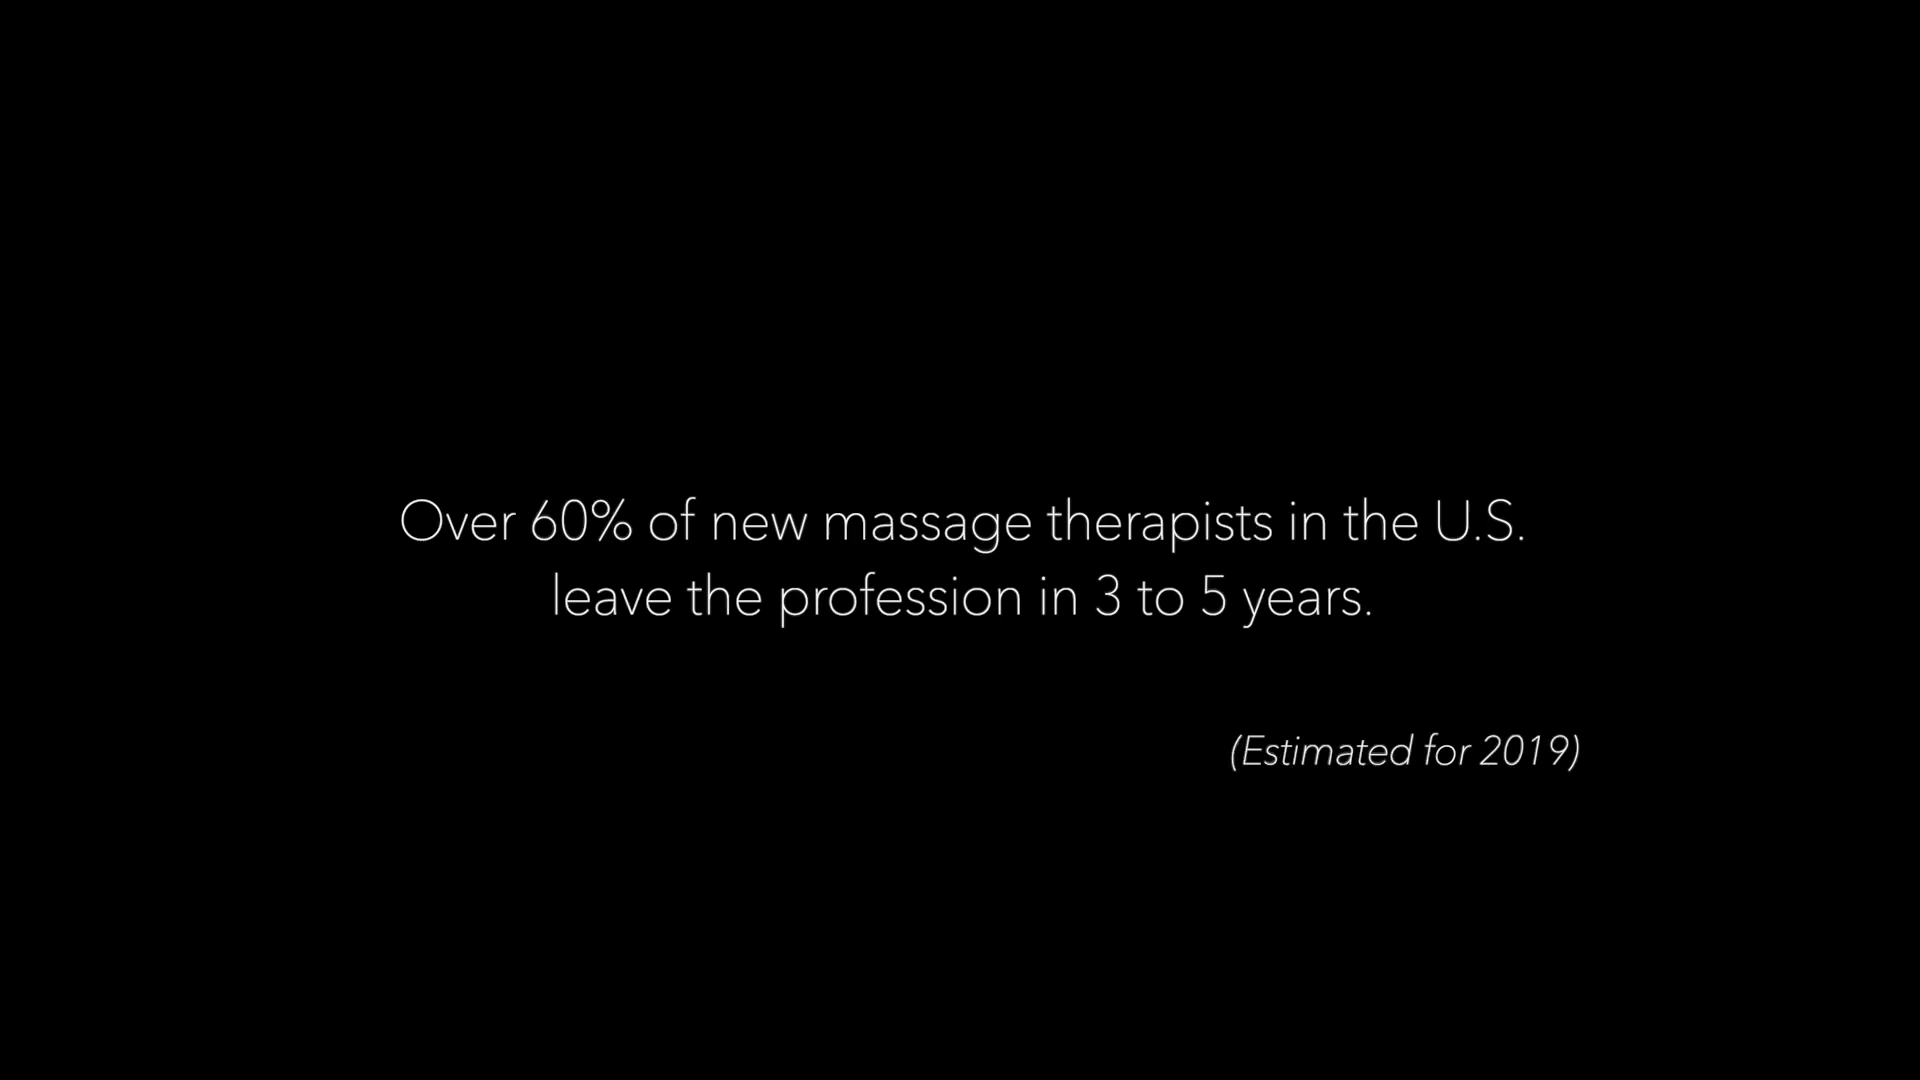 Over 60% of new massage therapists in the U.S.
leave the profession in 3 to 5 years.
(Estimated for 2019)